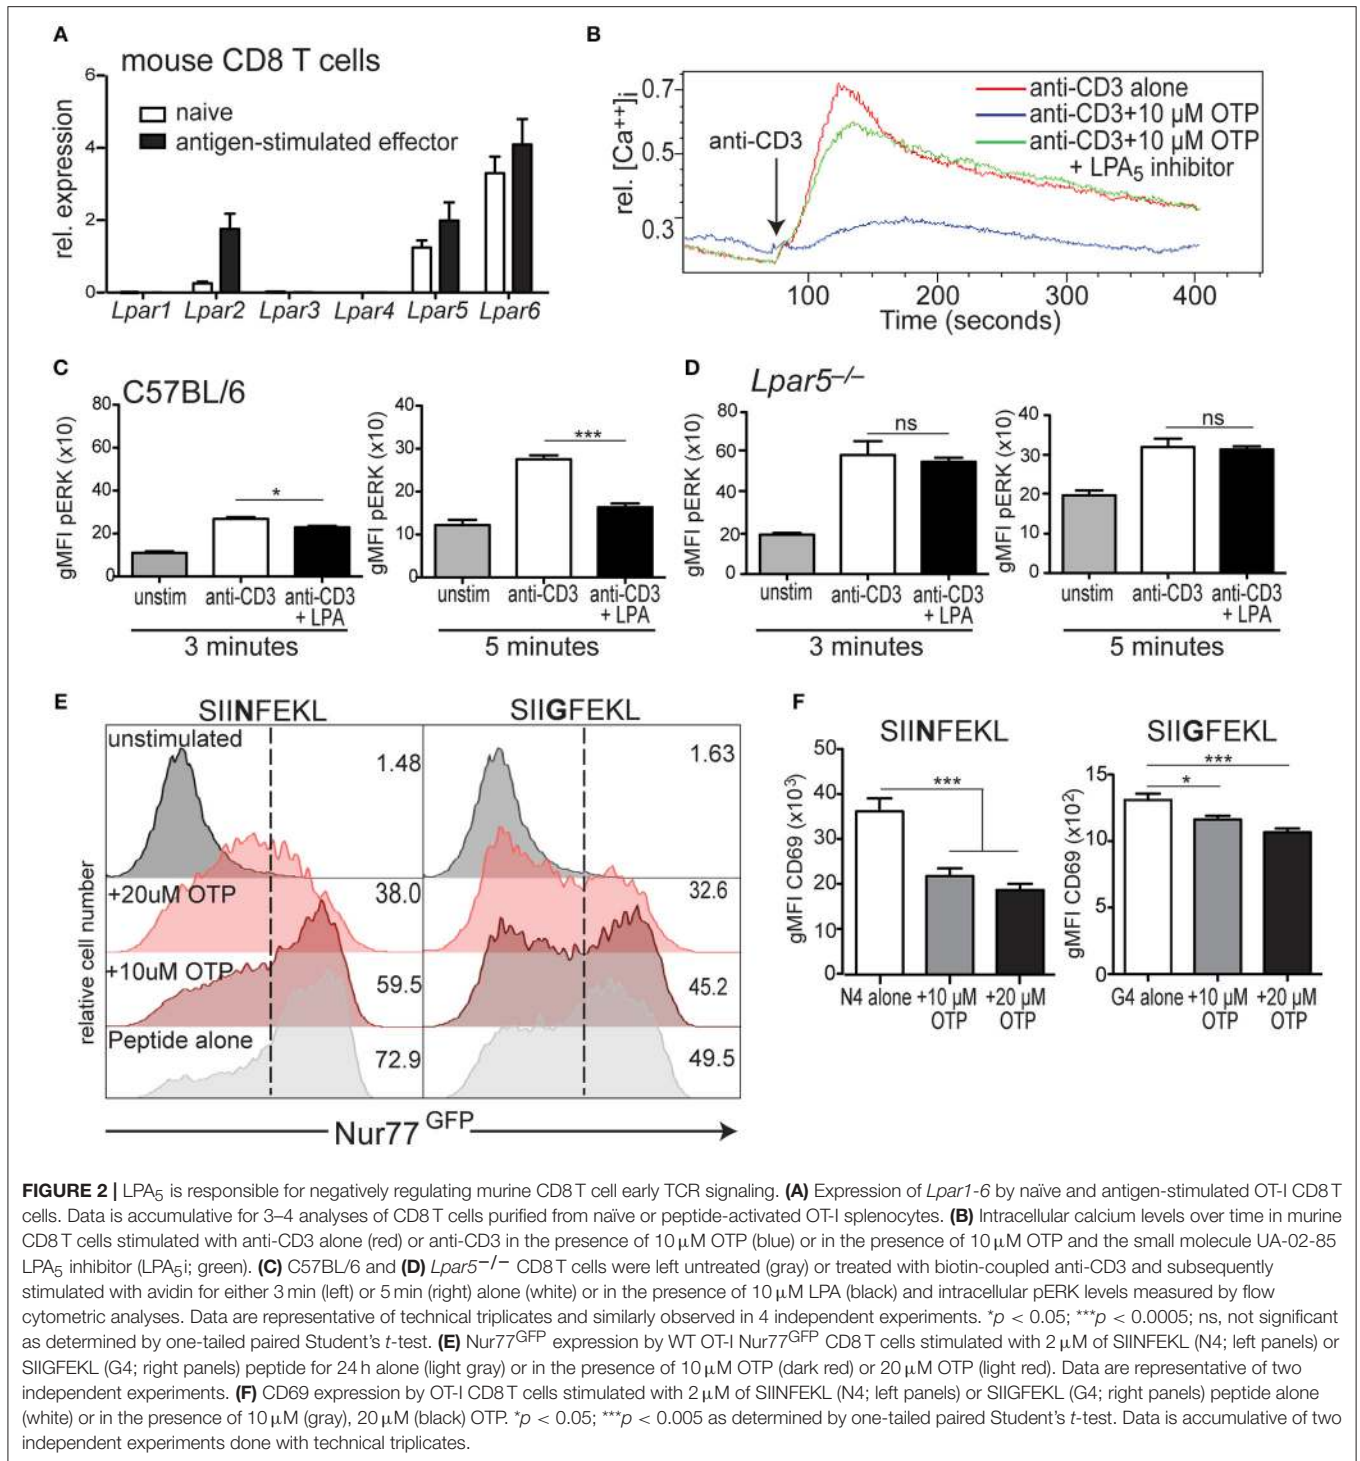 A
mouse CD8 T cells
rel. expression
6
4
2
0
naive
antigen-stimulated effector
Lpar1 Lpar2 Lpar3 Lpar4 Lpar5 Lpar6
B
rel. [Ca++]i
0.7
0.5
0.3
anti-CD3
anti-CD3 alone
anti-CD3+10 µM OTP
anti-CD3+10 µM OTP
+ LPA5 inhibitor
100 200 300 400
Time (seconds)
C
C57BL/6
gMFI pERK (x10)
80
60
40
20
0
*
unstim anti-CD3 anti-CD3
+ LPA
3 minutes
gMFI pERK (x10)
40
30
20
10
0
***
unstim anti-CD3 anti-CD3
+ LPA
5 minutes
D
Lpar5–/–
gMFI pERK (x10)
80
60
40
20
0
ns
unstim anti-CD3 anti-CD3
+ LPA
3 minutes
gMFI pERK (x10)
40
30
20
10
0
ns
unstim anti-CD3 anti-CD3
+ LPA
5 minutes
E
SIINFEKL SIIGFEKL
relative cell number
unstimulated
1.48 1.63
+20uM OTP 38.0 32.6
+10uM OTP 59.5 45.2
Peptide alone 72.9 49.5
Nur77GFP
F
SIINFEKL
gMFI CD69 (x10³)
50
40
30
20
10
0
***
N4 alone +10 µM +20 µM
OTP OTP
SIIGFEKL
gMFI CD69 (x10²)
15
10
5
0
***
*
G4 alone +10 µM +20 µM
OTP OTP
FIGURE 2 | LPA5 is responsible for negatively regulating murine CD8 T cell early TCR signaling. (A) Expression of Lpar1-6 by naïve and antigen-stimulated OT-I CD8 T
cells. Data is accumulative for 3–4 analyses of CD8 T cells purified from naïve or peptide-activated OT-I splenocytes. (B) Intracellular calcium levels over time in murine
CD8 T cells stimulated with anti-CD3 alone (red) or anti-CD3 in the presence of 10 µM OTP (blue) or in the presence of 10 µM OTP and the small molecule UA-02-85
LPA5 inhibitor (LPA5i; green). (C) C57BL/6 and (D) Lpar5−/− CD8 T cells were left untreated (gray) or treated with biotin-coupled anti-CD3 and subsequently
stimulated with avidin for either 3 min (left) or 5 min (right) alone (white) or in the presence of 10 µM LPA (black) and intracellular pERK levels measured by flow
cytometric analyses. Data are representative of technical triplicates and similarly observed in 4 independent experiments. *p < 0.05; ***p < 0.0005; ns, not significant
as determined by one-tailed paired Student's t-test. (E) Nur77GFP expression by WT OT-I Nur77GFP CD8 T cells stimulated with 2 µM of SIINFEKL (N4; left panels) or
SIIGFEKL (G4; right panels) peptide for 24 h alone (light gray) or in the presence of 10 µM OTP (dark red) or 20 µM OTP (light red). Data are representative of two
independent experiments. (F) CD69 expression by OT-I CD8 T cells stimulated with 2 µM of SIINFEKL (N4; left panels) or SIIGFEKL (G4; right panels) peptide alone
(white) or in the presence of 10 µM (gray), 20 µM (black) OTP. *p < 0.05; ***p < 0.005 as determined by one-tailed paired Student's t-test. Data is accumulative of two
independent experiments done with technical triplicates.